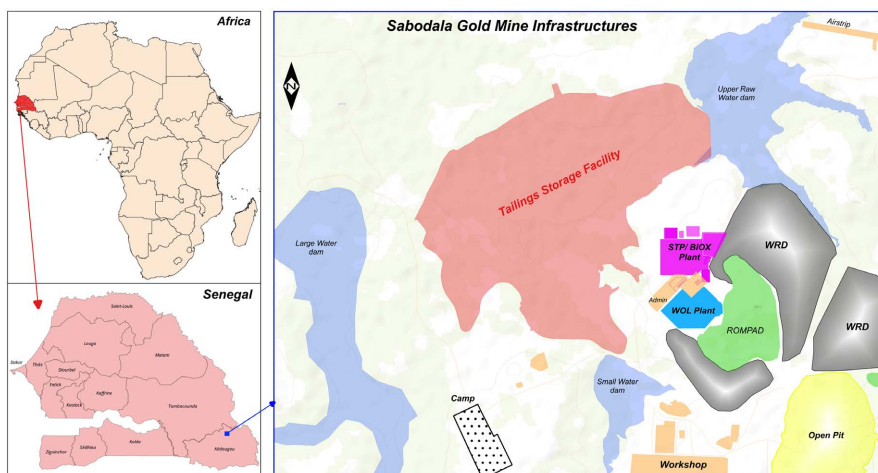 Africa
Senegal
Saint-Louis
Louga
Matam
Dakar
Thiès
Diourbel
Fatick
Kaolack
Kaffrine
Tambacounda
Ziguinchor
Sédhiou
Kolda
Kédougou
Sabodala Gold Mine Infrastructures
N
Airstrip
Upper Raw
Water dam
Tailings Storage Facility
Large Water
dam
STP/ BIOX
Plant
WRD
Admin
WOL Plant
ROMPAD
WRD
Small Water
dam
Camp
Workshop
Open Pit